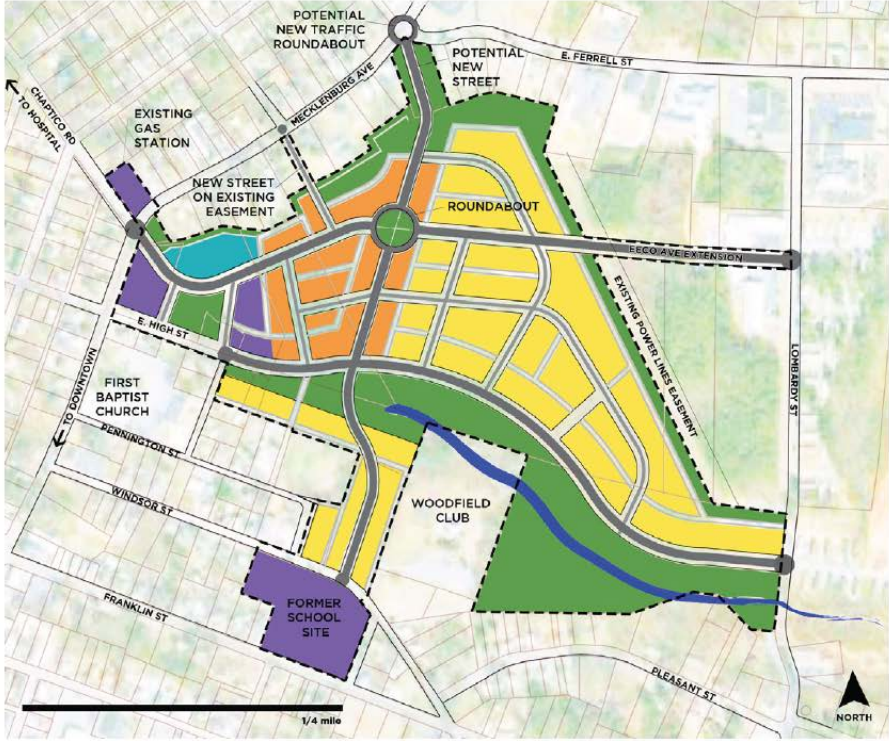 POTENTIAL
NEW TRAFFIC
ROUNDABOUT
POTENTIAL
NEW
STREET
E. FERRELL ST
MECKLENBURG AVE
CHAPTICO RD
TO HOSPITAL
EXISTING
GAS
STATION
NEW STREET
ON EXISTING
EASEMENT
ROUNDABOUT
EECO AVE EXTENSION
EXISTING POWER LINES EASEMENT
LOMBARDY ST
E. HIGH ST
TO DOWNTOWN
FIRST
BAPTIST
CHURCH
PENNINGTON ST
WINDSOR ST
FRANKLIN ST
WOODFIELD
CLUB
FORMER
SCHOOL
SITE
PLEASANT ST
1/4 mile
NORTH